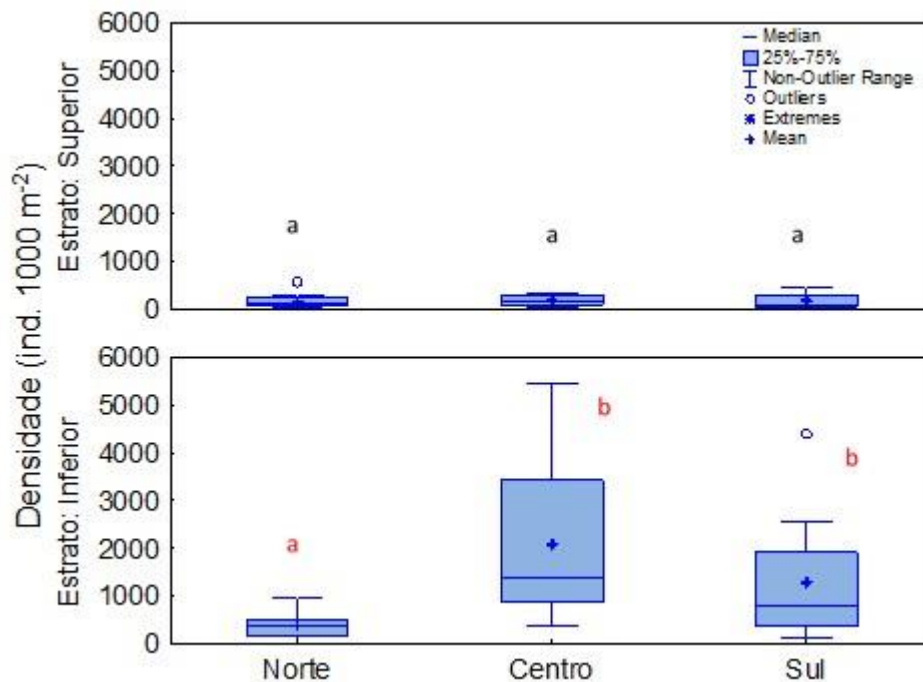 Densidade (ind. 1000 m⁻²)
Estrato: Superior
6000
5000
4000
3000
2000
1000
0
Median
25%-75%
Non-Outlier Range
Outliers
Extremes
Mean
a
a
a
Estrato: Inferior
6000
5000
4000
3000
2000
1000
0
a
b
b
Norte Centro Sul